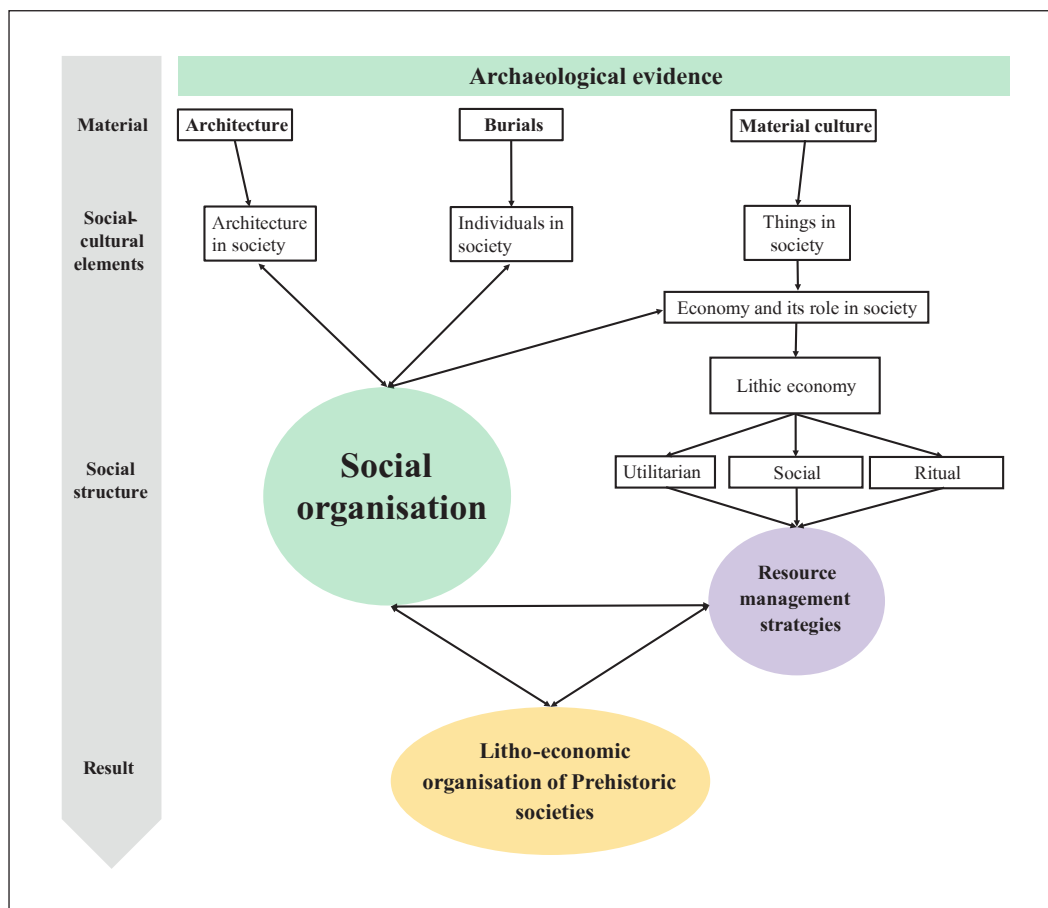 Archaeological evidence
Material
Architecture
Burials
Material culture
Social-
cultural
elements
Architecture
in society
Individuals in
society
Things in
society
Economy and its role in society
Lithic economy
Social
structure
Social
organisation
Utilitarian
Social
Ritual
Resource
management
strategies
Result
Litho-economic
organisation of Prehistoric
societies